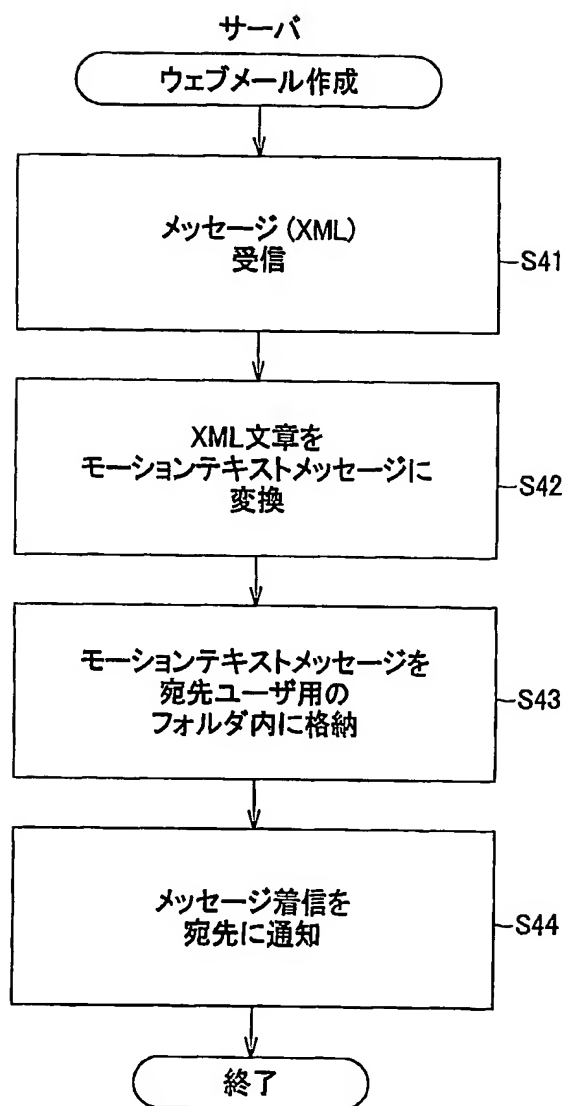 サーバ
ウェブメール作成
メッセージ(XML)
受信
S41
XML文章を
モーションテキストメッセージに
変換
S42
モーションテキストメッセージを
宛先ユーザ用の
フォルダ内に格納
S43
メッセージ着信を
宛先に通知
S44
終了